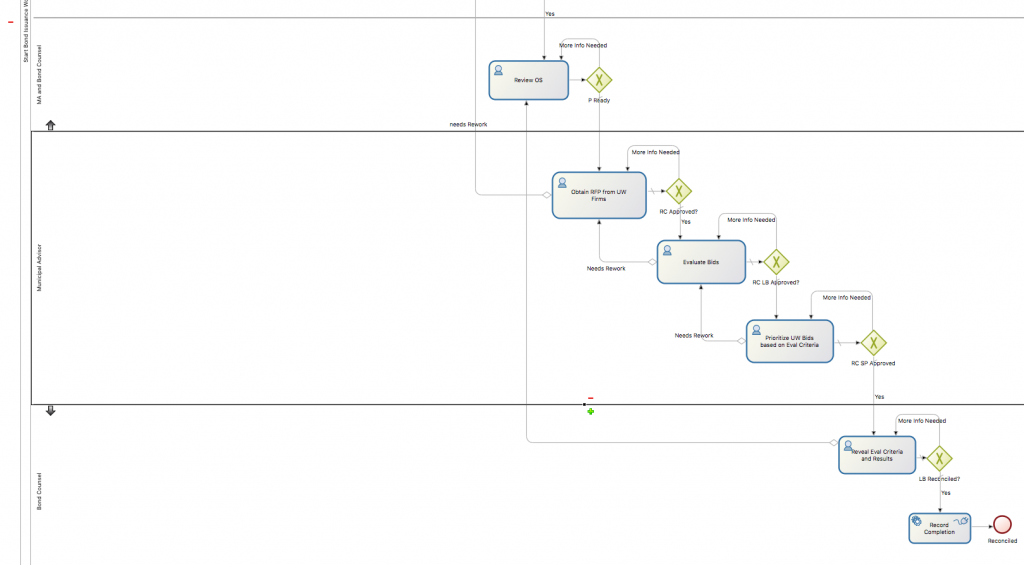 Start Bond Issuance
Yes
MA and Bond Counsel
More Info Needed
Review OS
P Ready
needs Rework
Municipal Advisor
More Info Needed
Obtain RFP from UW
Firms
RC Approved?
Yes
More Info Needed
Evaluate Bids
Needs Rework
RC LB Approved?
More Info Needed
Needs Rework
Prioritize UW Bids
based on Eval Criteria
RC SP Approved
Yes
Bond Counsel
More Info Needed
Reveal Eval Criteria
and Results
LB Reconciled?
Yes
Record
Completion
Reconciled